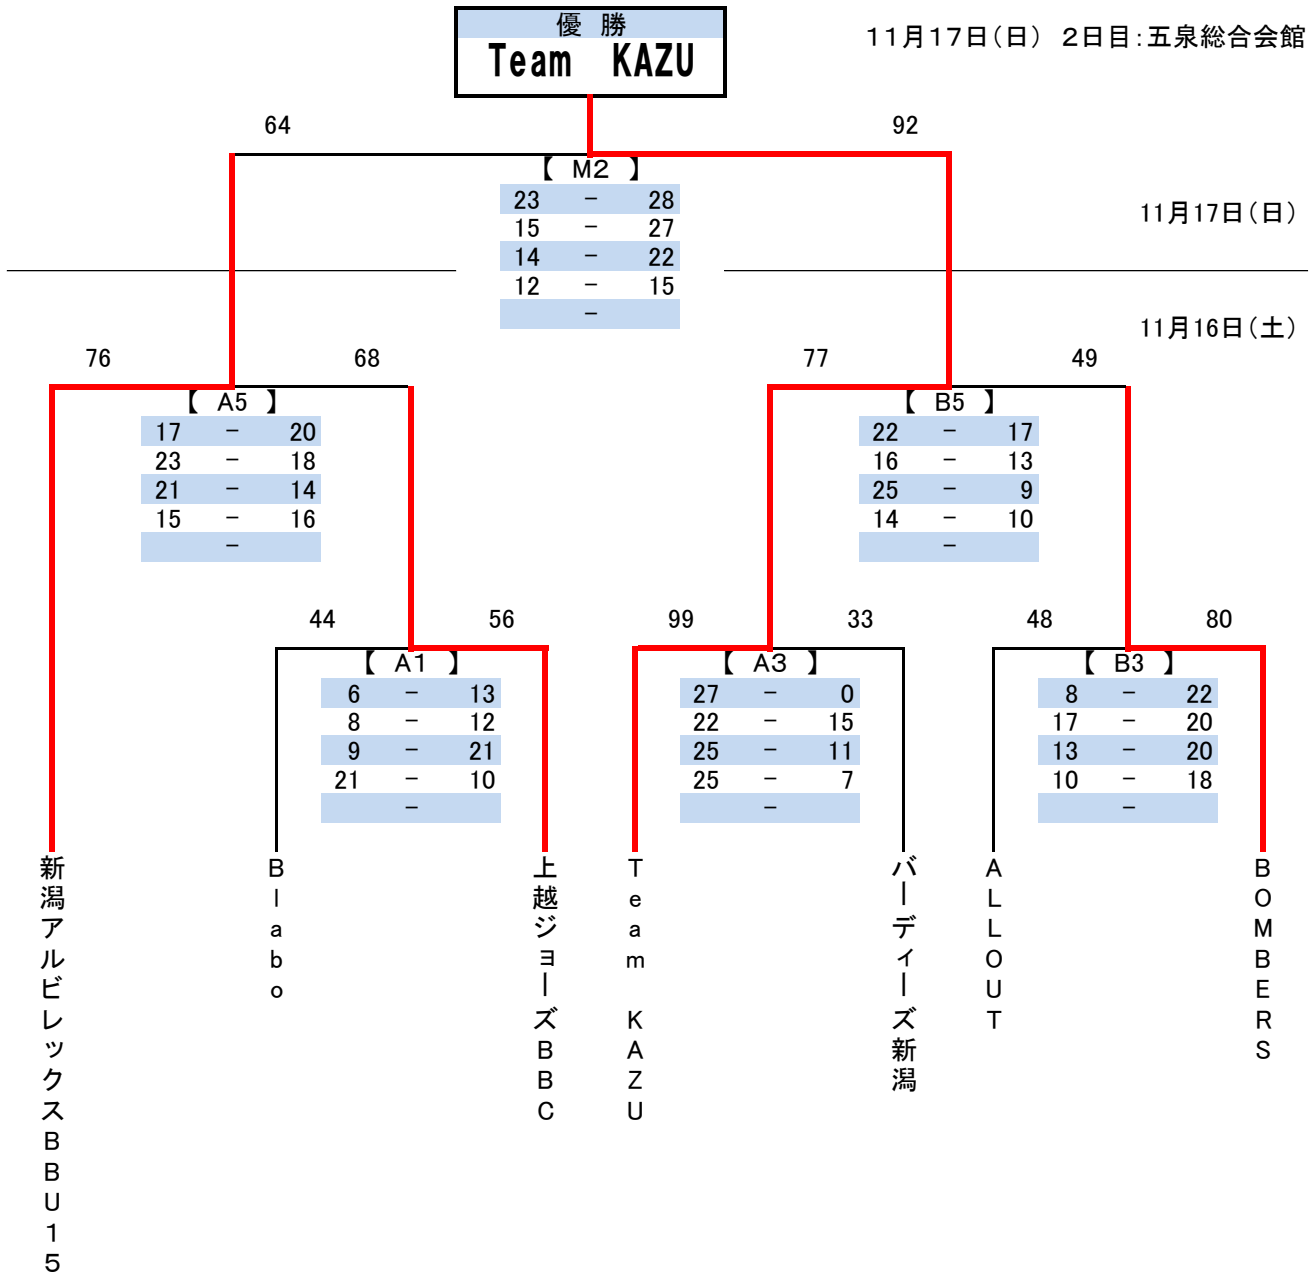 優 勝
Team KAZU
11月17日(日) 2日目:五泉総合会館
64
92
【 M2 】
23 - 28
15 - 27
14 - 22
12 - 15
-
11月17日(日)
11月16日(土)
76
68
77
49
【 A5 】
17 - 20
23 - 18
21 - 14
15 - 16
-
【 B5 】
22 - 17
16 - 13
25 - 9
14 - 10
-
44
56
99
33
48
80
【 A1 】
6 - 13
8 - 12
9 - 21
21 - 10
-
【 A3 】
27 - 0
22 - 15
25 - 11
25 - 7
-
【 B3 】
8 - 22
17 - 20
13 - 20
10 - 18
-
新潟アルビレックスBBU15
Blabo
上越ジョーズBBC
Team KAZU
バーディーズ新潟
ALLOUT
BOMBERS